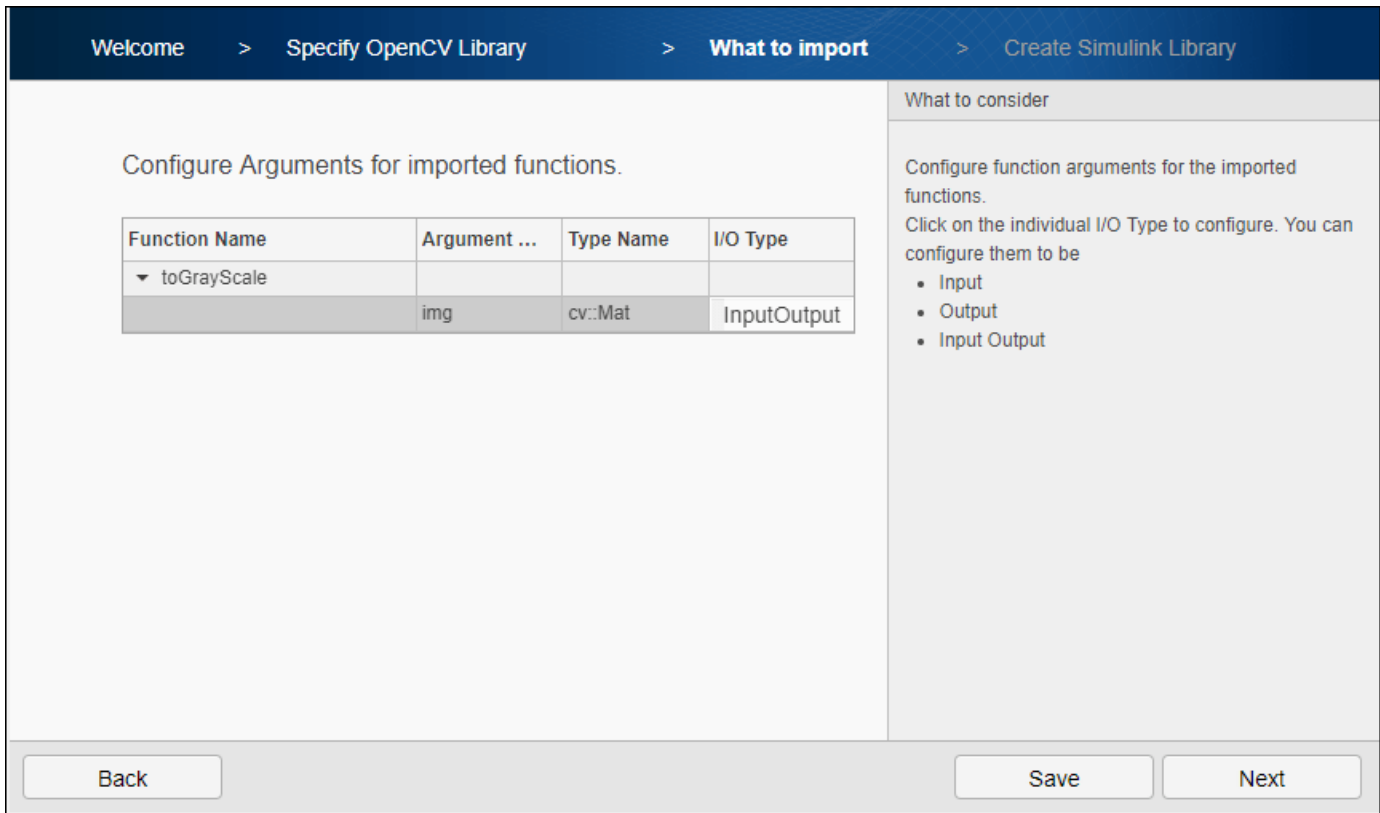 Welcome > Specify OpenCV Library > What to import > Create Simulink Library
What to consider
Configure Arguments for imported functions.
Function Name Argument ... Type Name I/O Type
toGrayScale
img cv::Mat InputOutput
Configure function arguments for the imported
functions.
Click on the individual I/O Type to configure. You can
configure them to be
• Input
• Output
• Input Output
Back Save Next